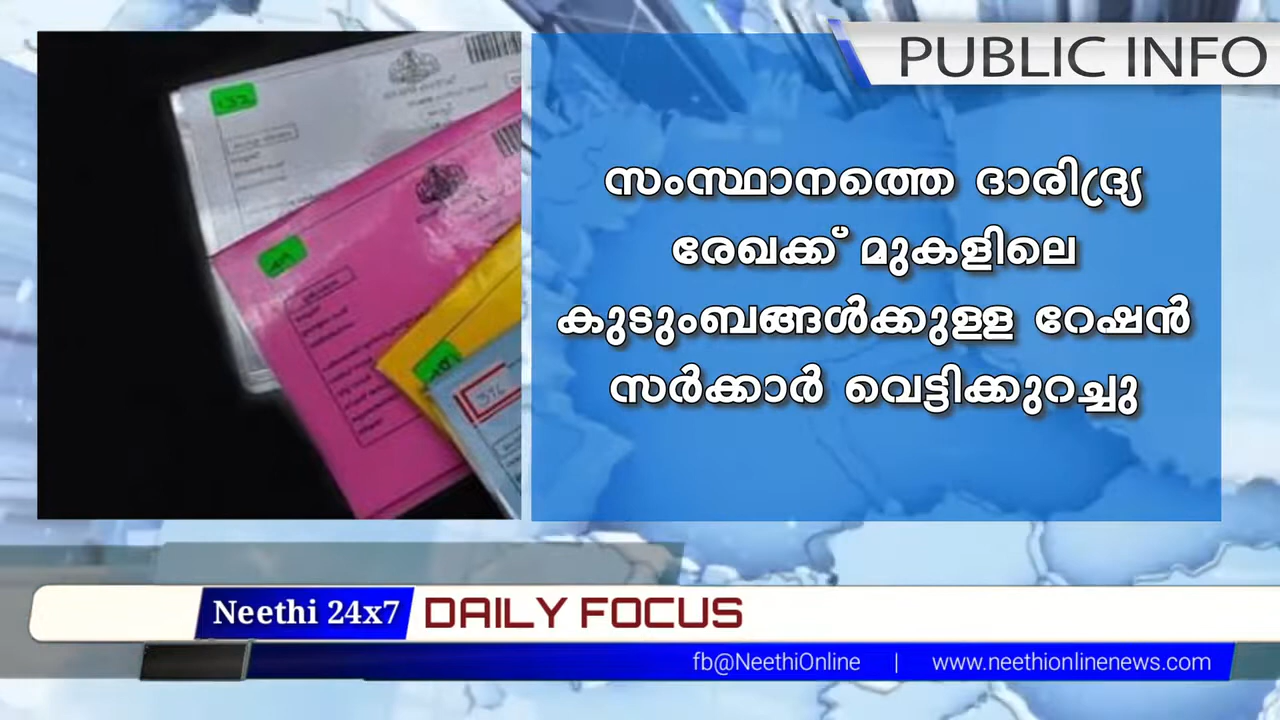 PUBLIC INFO
സംസ്ഥാനത്തെ ദാരിദ്ര്യ
രേഖക്ക് മുകളിലെ
കുടുംബങ്ങൾക്കുള്ള റേഷൻ
സർക്കാർ വെട്ടിക്കുറച്ചു
Neethi 24x7 DAILY FOCUS
fb@NeethiOnline | www.neethionlinenews.com